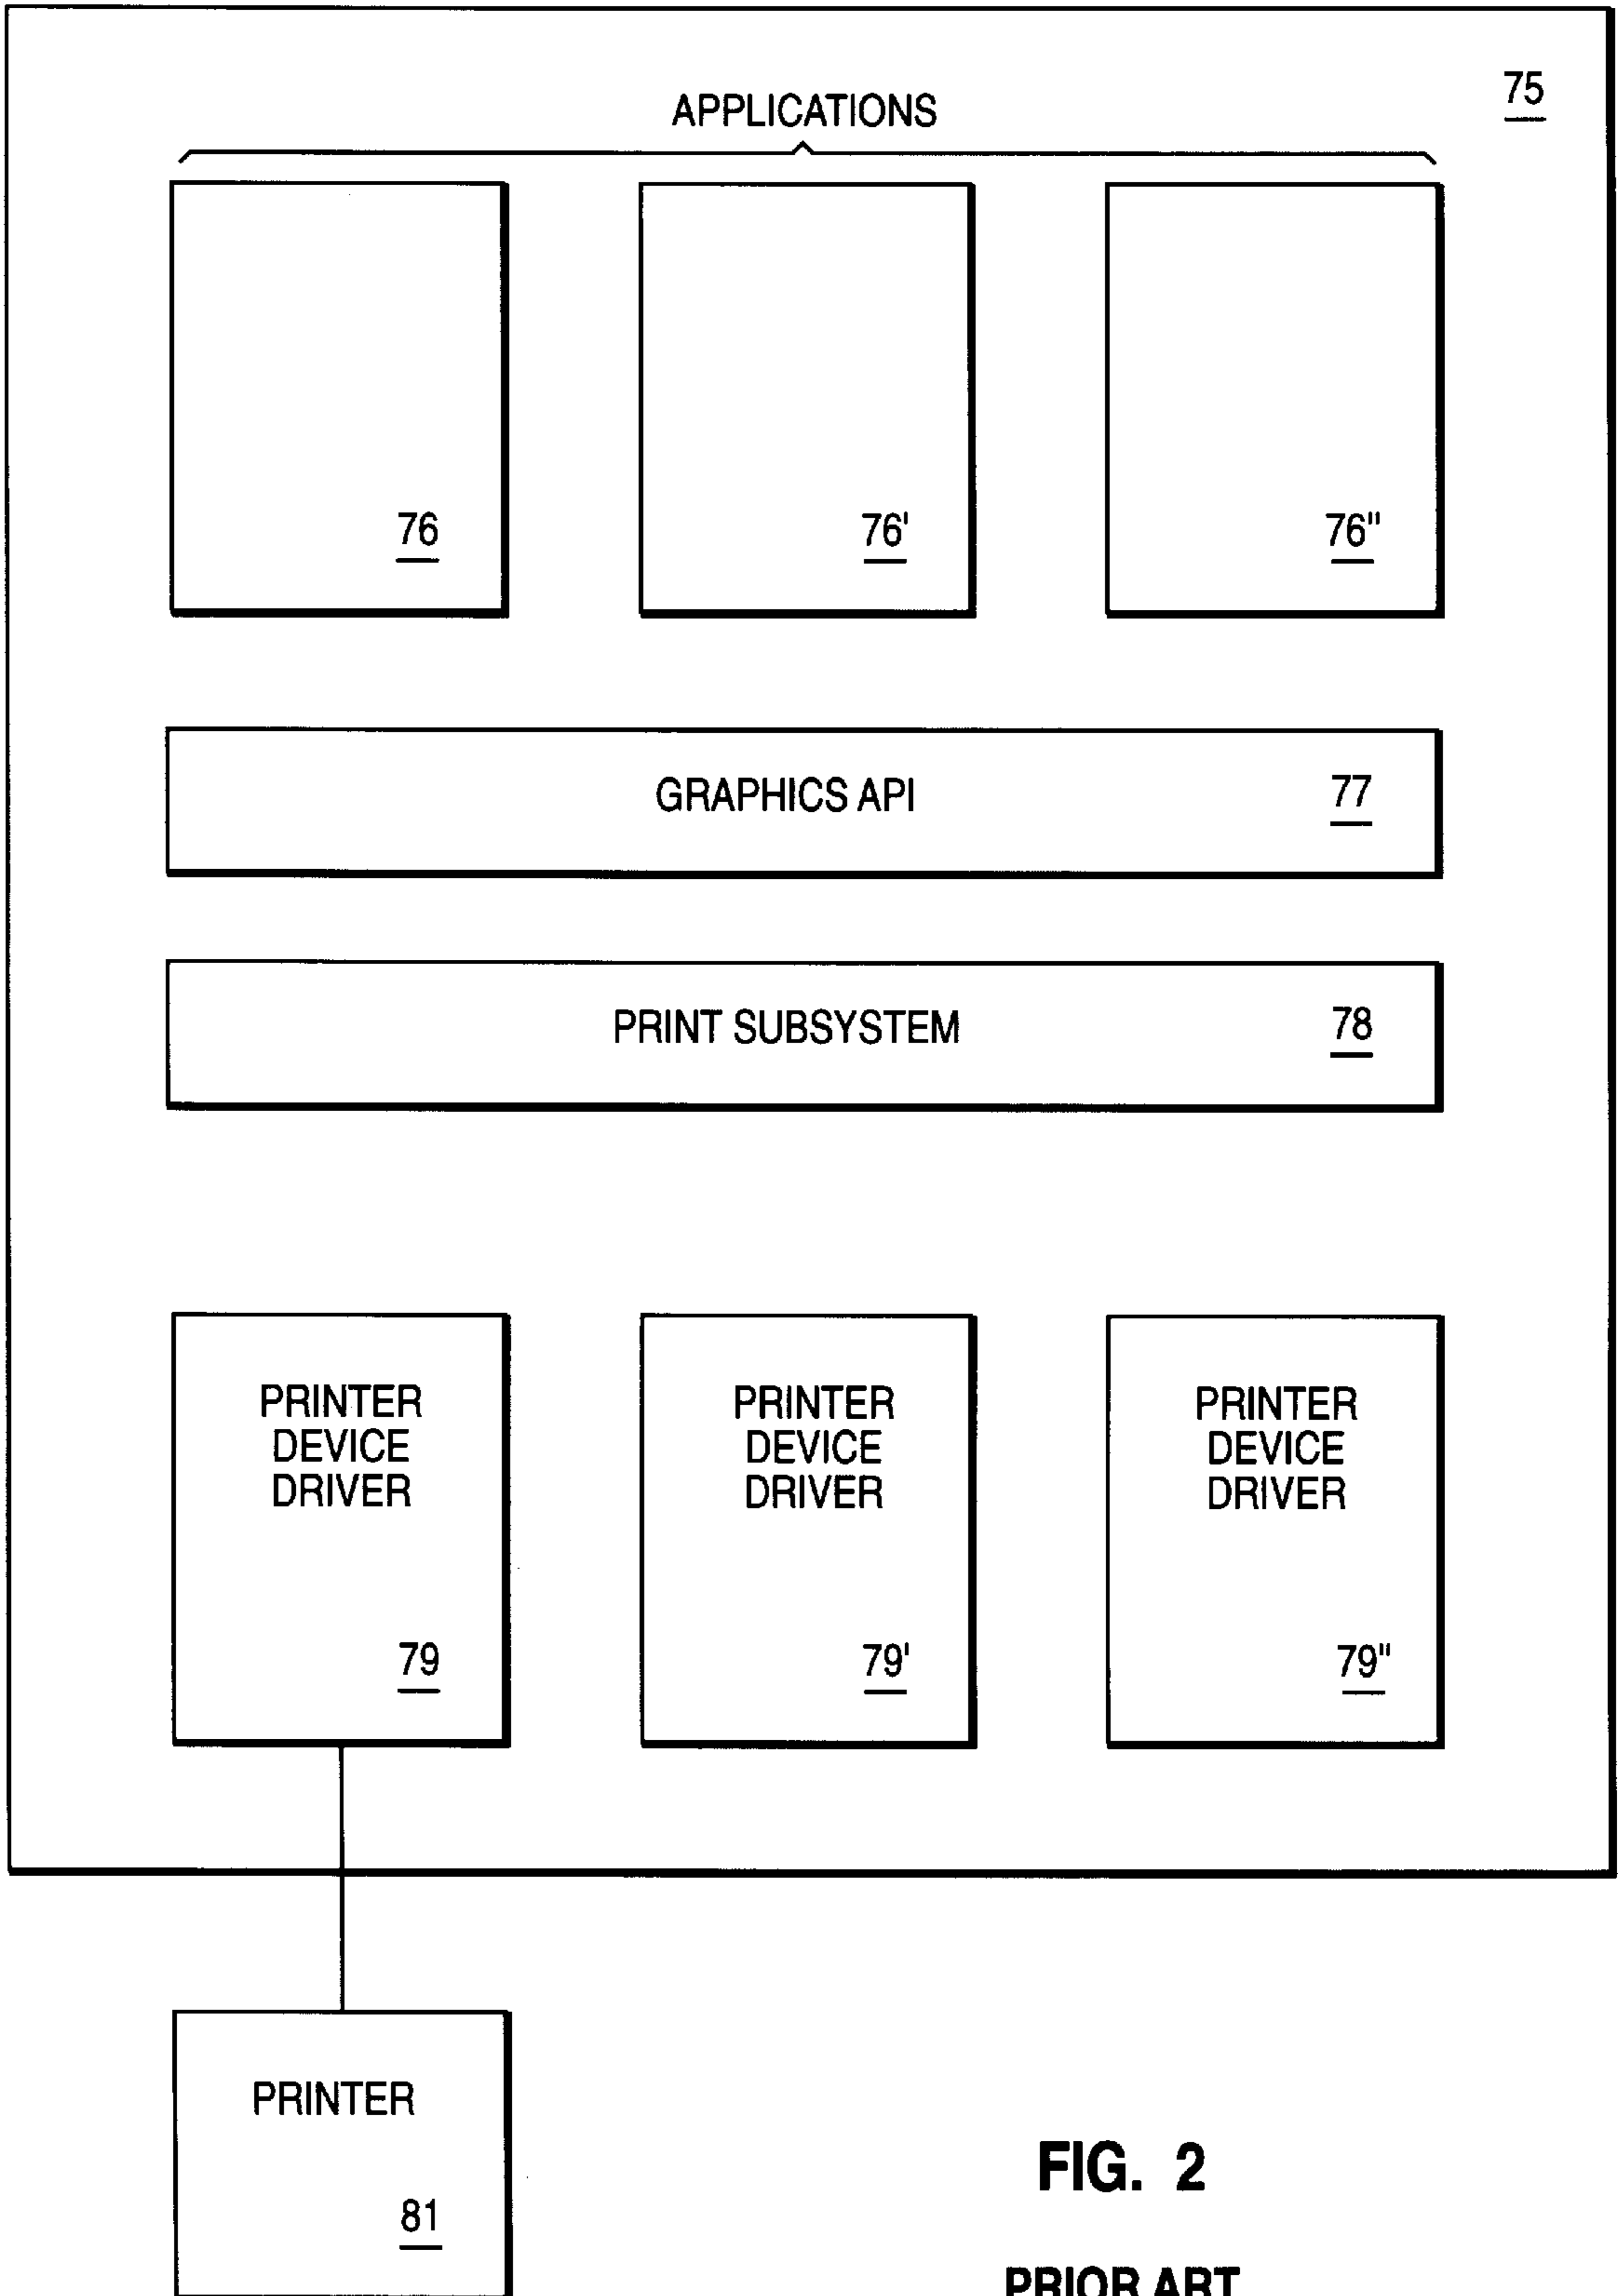 75
APPLICATIONS
76
76'
76"
GRAPHICS API
77
PRINT SUBSYSTEM
78
PRINTER
DEVICE
DRIVER
79
PRINTER
DEVICE
DRIVER
79'
PRINTER
DEVICE
DRIVER
79"
PRINTER
81
FIG. 2
PRIOR ART